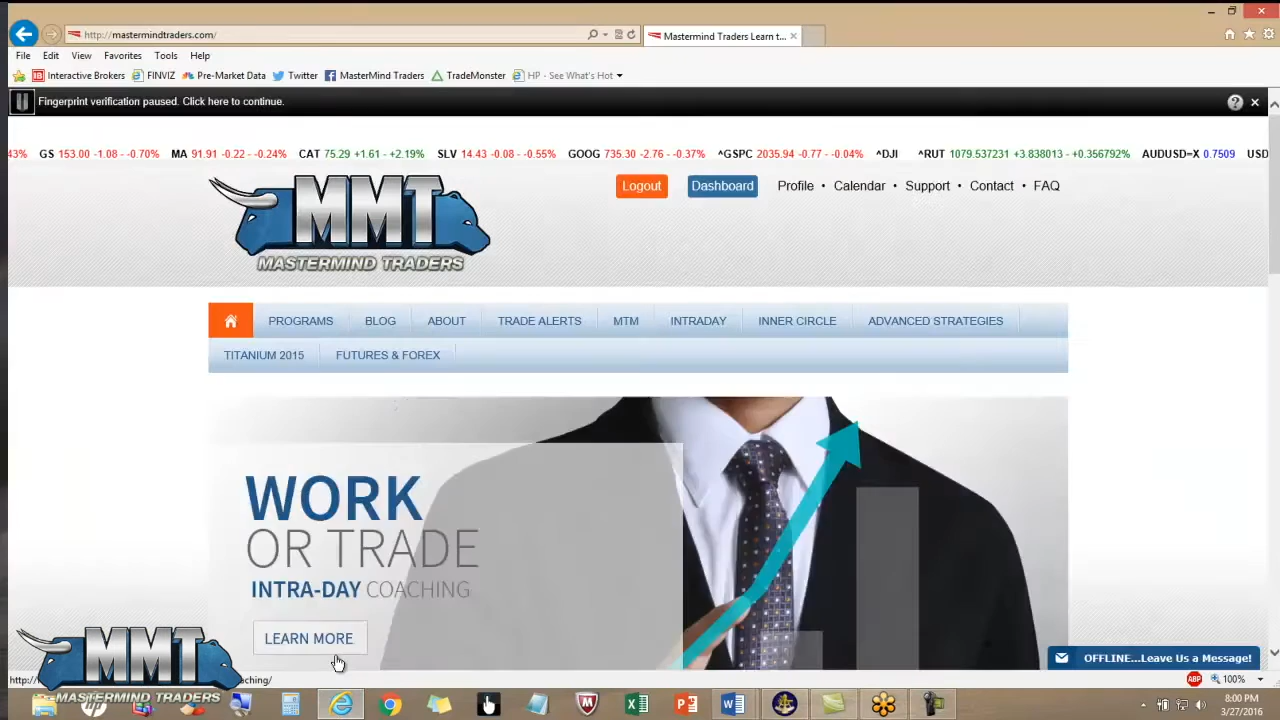 http://mastermindtraders.com/
Mastermind Traders Learn t...
File Edit View Favorites Tools Help
Interactive Brokers FINVIZ Pre-Market Data Twitter MasterMind Traders TradeMonster HP - See What's Hot
Fingerprint verification paused. Click here to continue.
43% GS 153.00 -1.08 - -0.70% MA 91.91 -0.22 - -0.24% CAT 75.29 +1.61 - +2.19% SLV 14.43 -0.08 - -0.55% GOOG 735.30 -2.76 - -0.37% ^GSPC 2035.94 -0.77 - -0.04% ^DJI ^RUT 1079.537231 +3.838013 - +0.356792% AUDUSD=X 0.7509 USD
Logout Dashboard Profile • Calendar • Support • Contact • FAQ
MMT
MASTERMIND TRADERS
PROGRAMS BLOG ABOUT TRADE ALERTS MTM INTRADAY INNER CIRCLE ADVANCED STRATEGIES
TITANIUM 2015 FUTURES & FOREX
WORK
OR TRADE
INTRA-DAY COACHING
LEARN MORE
MMT
MASTERMIND TRADERS
OFFLINE...Leave Us a Message!
http:/ ching/
ABP 100%
8:00 PM
3/27/2016